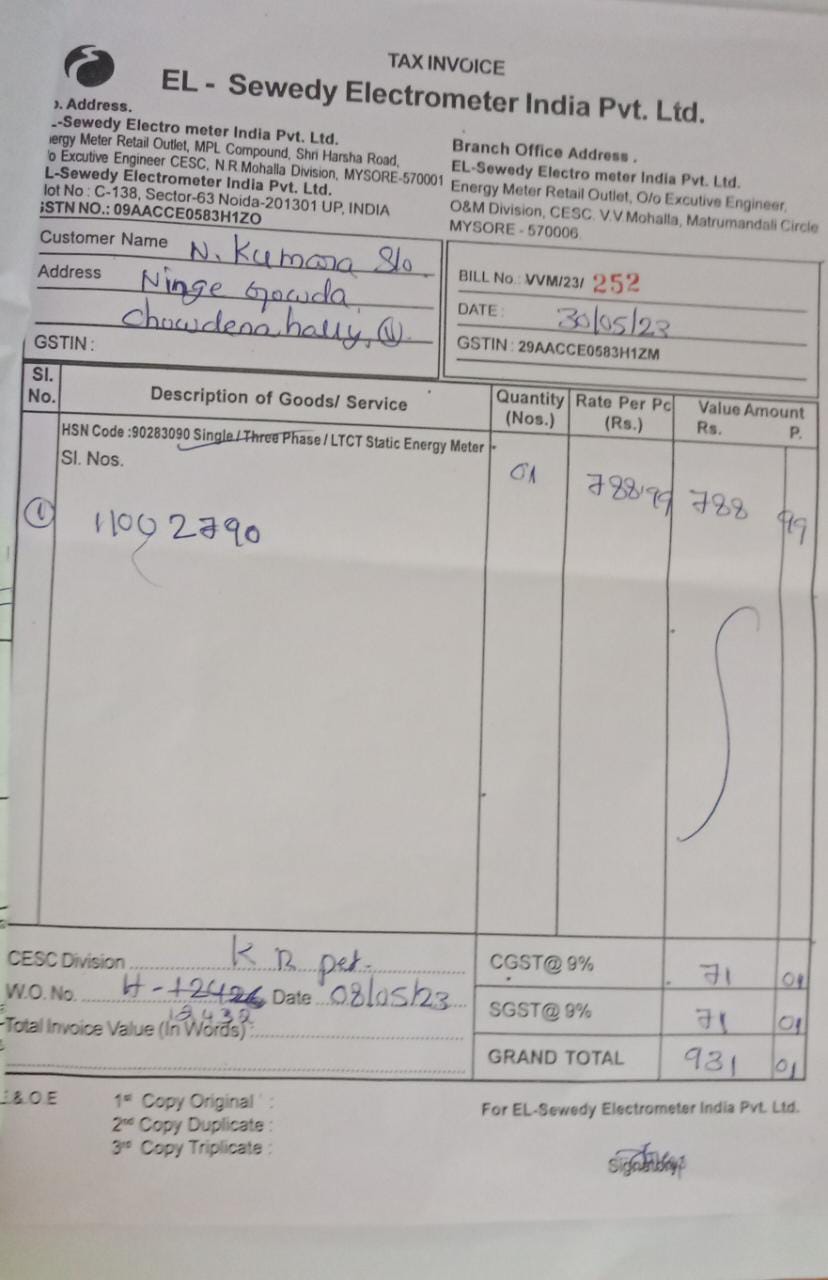 TAX INVOICE
EL - Sewedy Electrometer India Pvt. Ltd.
. Address.
-Sewedy Electro meter India Pvt. Ltd.
ergy Meter Retail Outlet, MPL Compound, Shri Harsha Road,
o Excutive Engineer CESC, N.R.Mohalla Division, MYSORE-570001
L-Sewedy Electrometer India Pvt. Ltd.
lot No : C-138, Sector-63 Noida-201301 UP, INDIA
GSTN NO.: 09AACCE0583H1ZO
Branch Office Address .
EL-Sewedy Electro meter India Pvt. Ltd.
Energy Meter Retail Outlet, O/o Excutive Engineer,
O&M Division, CESC. V.V.Mohalla, Matrumandali Circle
MYSORE - 570006.
Customer Name N. Kumara S/o
Address Ninge Gowda
Chowdenahally,
GSTIN :
BILL No.: VVM/23/ 252
DATE : 30/05/23
GSTIN : 29AACCE0583H1ZM
Sl. No. Description of Goods/ Service Quantity (Nos.) Rate Per Pc (Rs.) Value Amount Rs. P.
HSN Code :90283090 Single / Three Phase / LTCT Static Energy Meter
Sl. Nos. 01 788.99 788 99
1 11002790
CESC Division K R pet.
W.O. No. Date 08/05/23
Total Invoice Value (In Words) :
CGST@ 9% 71 01
SGST@ 9% 71 01
GRAND TOTAL 931 01
E & O E
1st Copy Original :
2nd Copy Duplicate :
3rd Copy Triplicate :
For EL-Sewedy Electrometer India Pvt. Ltd.